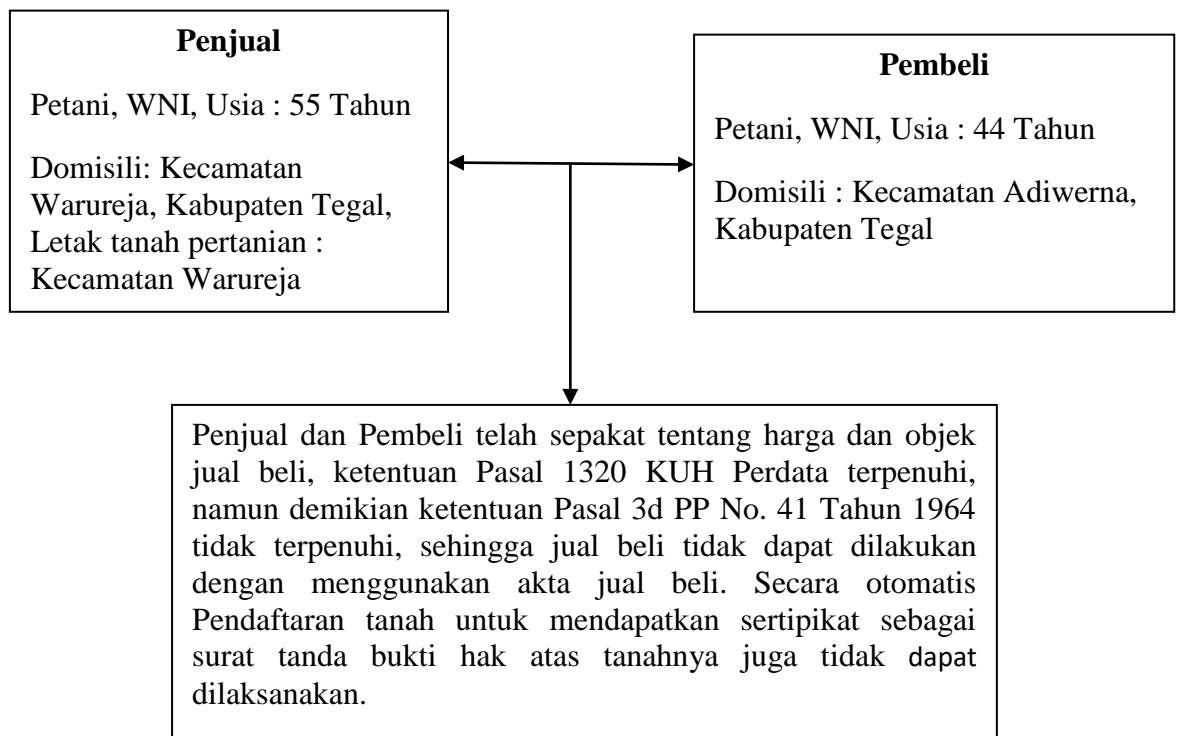 Penjual
Petani, WNI, Usia : 55 Tahun
Domisili: Kecamatan
Warureja, Kabupaten Tegal,
Letak tanah pertanian :
Kecamatan Warureja
Pembeli
Petani, WNI, Usia : 44 Tahun
Domisili : Kecamatan Adiwerna,
Kabupaten Tegal
Penjual dan Pembeli telah sepakat tentang harga dan objek
jual beli, ketentuan Pasal 1320 KUH Perdata terpenuhi,
namun demikian ketentuan Pasal 3d PP No. 41 Tahun 1964
tidak terpenuhi, sehingga jual beli tidak dapat dilakukan
dengan menggunakan akta jual beli. Secara otomatis
Pendaftaran tanah untuk mendapatkan sertipikat sebagai
surat tanda bukti hak atas tanahnya juga tidak dapat
dilaksanakan.